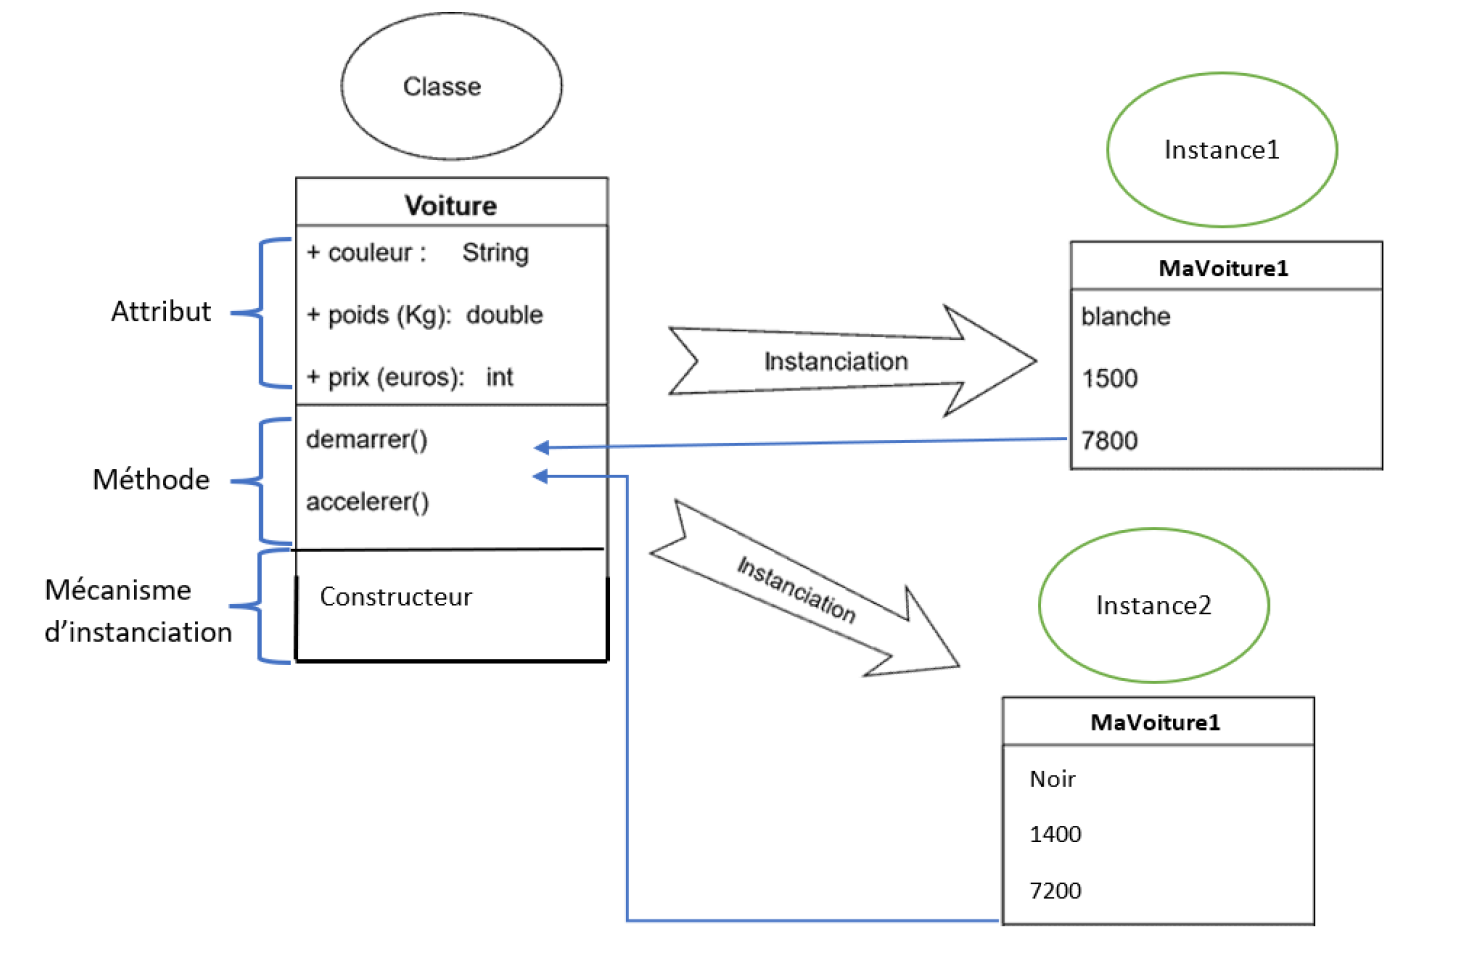 Classe
Voiture
+ couleur : String
+ poids (Kg): double
+ prix (euros): int
demarrer()
accelerer()
Constructeur
Attribut
Méthode
Mécanisme
d’instanciation
Instanciation
Instanciation
Instance1
MaVoiture1
blanche
1500
7800
Instance2
MaVoiture1
Noir
1400
7200